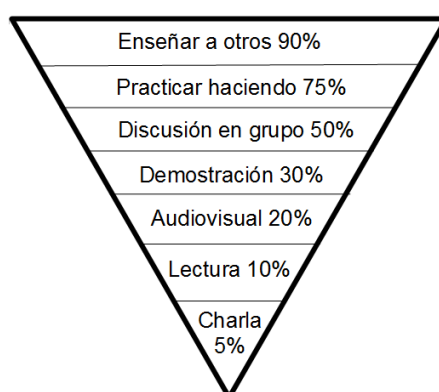 Enseñar a otros 90%
Practicar haciendo 75%
Discusión en grupo 50%
Demostración 30%
Audiovisual 20%
Lectura 10%
Charla
5%